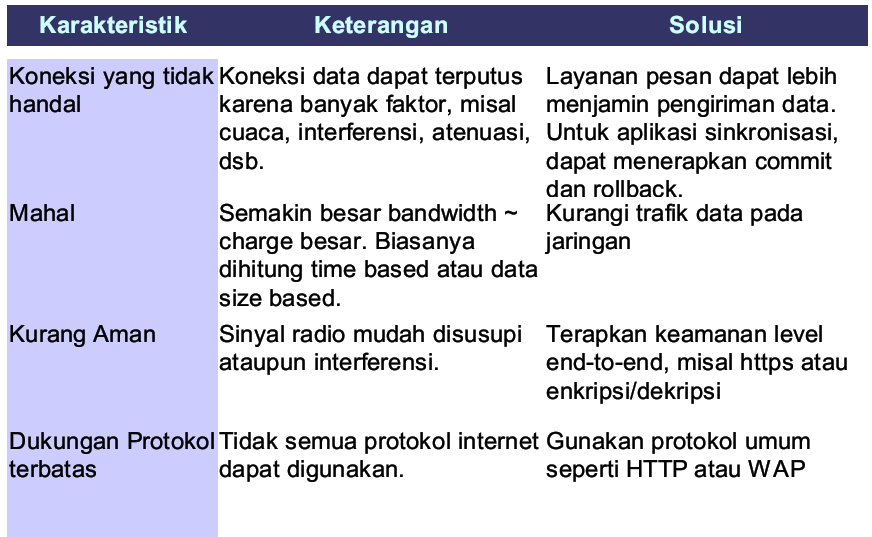 Karakteristik Keterangan Solusi
Koneksi yang tidak
handal
Koneksi data dapat terputus
karena banyak faktor, misal
cuaca, interferensi, atenuasi,
dsb.
Layanan pesan dapat lebih
menjamin pengiriman data.
Untuk aplikasi sinkronisasi,
dapat menerapkan commit
dan rollback.
Mahal
Semakin besar bandwidth ~
charge besar. Biasanya
dihitung time based atau data
size based.
Kurangi trafik data pada
jaringan
Kurang Aman
Sinyal radio mudah disusupi
ataupun interferensi.
Terapkan keamanan level
end-to-end, misal https atau
enkripsi/dekripsi
Dukungan Protokol
terbatas
Tidak semua protokol internet
dapat digunakan.
Gunakan protokol umum
seperti HTTP atau WAP